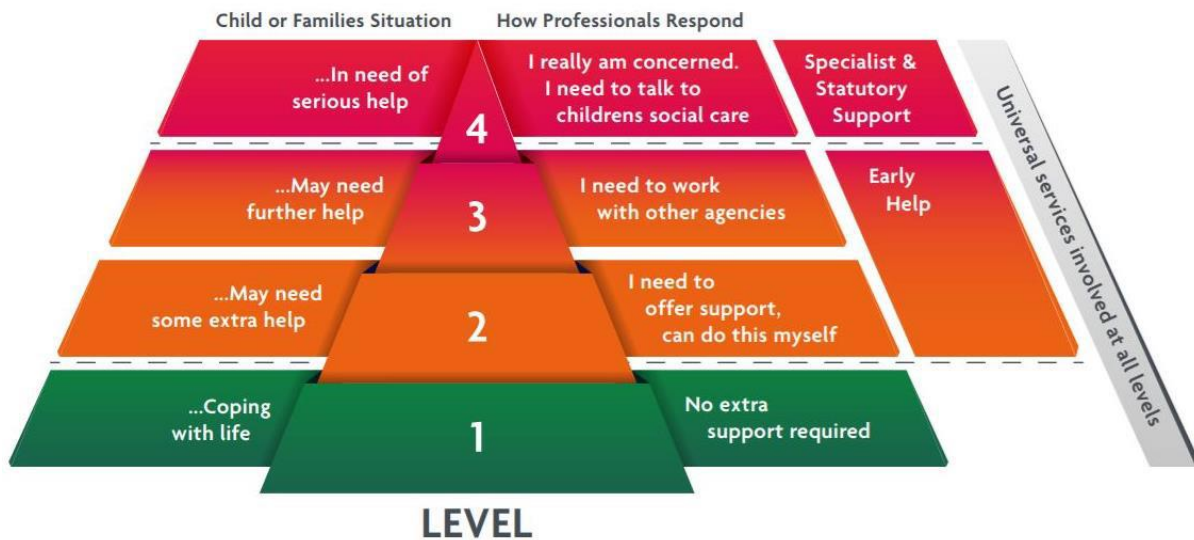 Child or Families Situation
How Professionals Respond
...In need of
serious help
4
I really am concerned.
I need to talk to
childrens social care
Specialist &
Statutory
Support
...May need
further help
3
I need to work
with other agencies
Early
Help
...May need
some extra help
2
I need to
offer support,
can do this myself
...Coping
with life
1
No extra
support required
Universal services involved at all levels
LEVEL